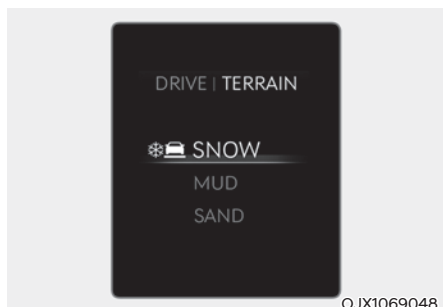 DRIVE | TERRAIN
SNOW
MUD
SAND
OJX1069048